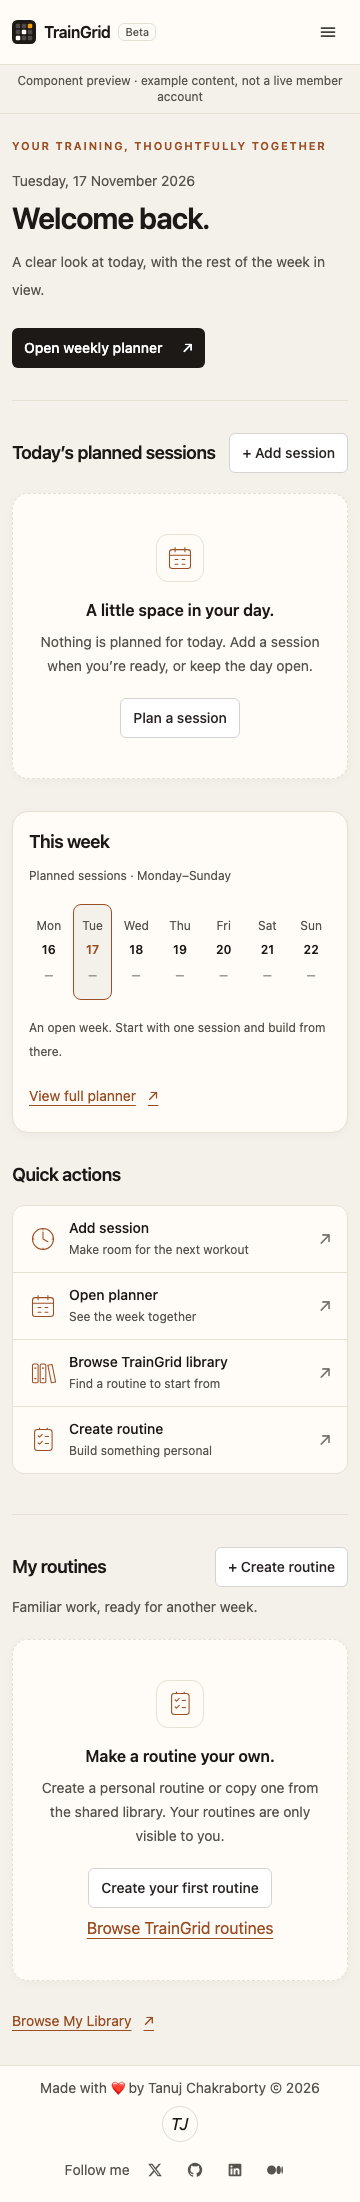 TrainGrid Beta
Component preview · example content, not a live member
account
YOUR TRAINING, THOUGHTFULLY TOGETHER
Tuesday, 17 November 2026
Welcome back.
A clear look at today, with the rest of the week in
view.
Open weekly planner ↗
Today’s planned sessions
+ Add session
A little space in your day.
Nothing is planned for today. Add a session
when you’re ready, or keep the day open.
Plan a session
This week
Planned sessions · Monday–Sunday
Mon Tue Wed Thu Fri Sat Sun
16 17 18 19 20 21 22
– – – – – – –
An open week. Start with one session and build from
there.
View full planner ↗
Quick actions
Add session
Make room for the next workout
↗
Open planner
See the week together
↗
Browse TrainGrid library
Find a routine to start from
↗
Create routine
Build something personal
↗
My routines
+ Create routine
Familiar work, ready for another week.
Make a routine your own.
Create a personal routine or copy one from
the shared library. Your routines are only
visible to you.
Create your first routine
Browse TrainGrid routines
Browse My Library ↗
Made with ❤️ by Tanuj Chakraborty © 2026
TJ
Follow me